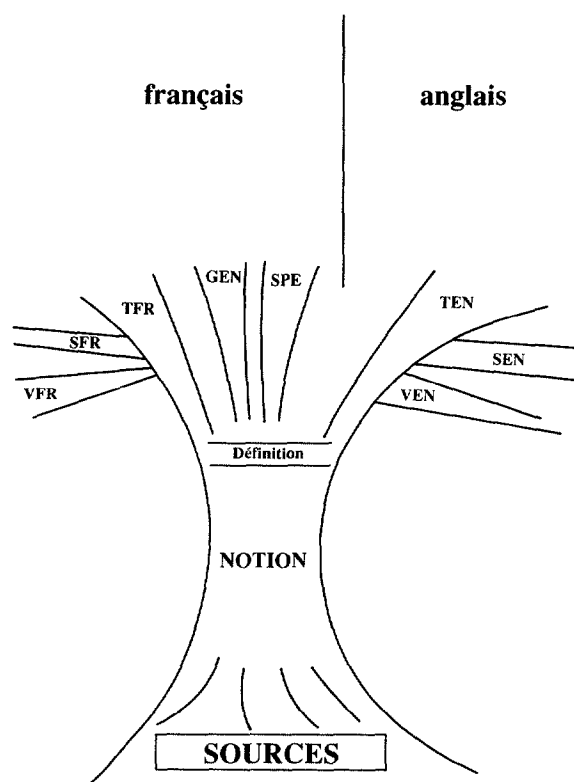 français anglais
GEN SPE
TFR TEN
SFR SEN
VFR VEN
Définition
NOTION
SOURCES